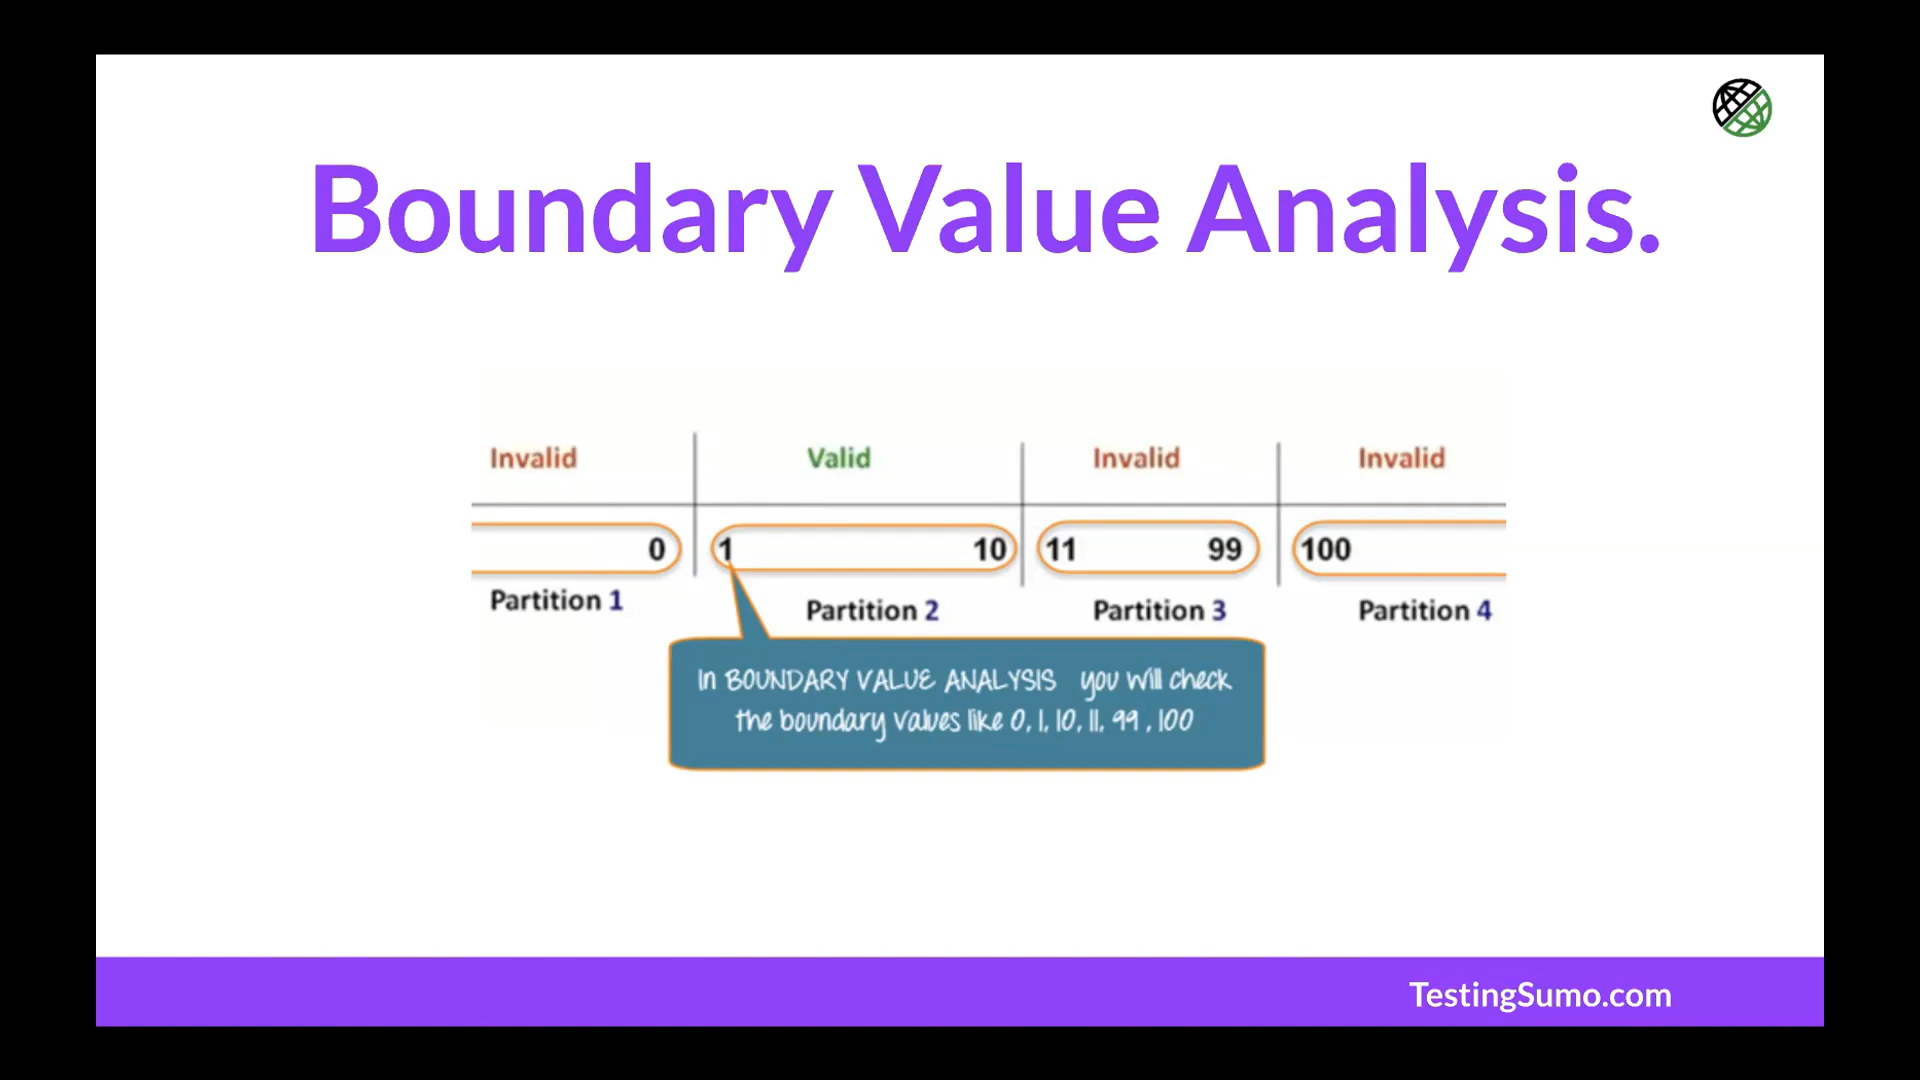 Boundary Value Analysis.
Invalid Valid Invalid Invalid
0 1 10 11 99 100
Partition 1 Partition 2 Partition 3 Partition 4
In BOUNDARY VALUE ANALYSIS you will check
the boundary values like 0, 1, 10, 11, 99 , 100
TestingSumo.com